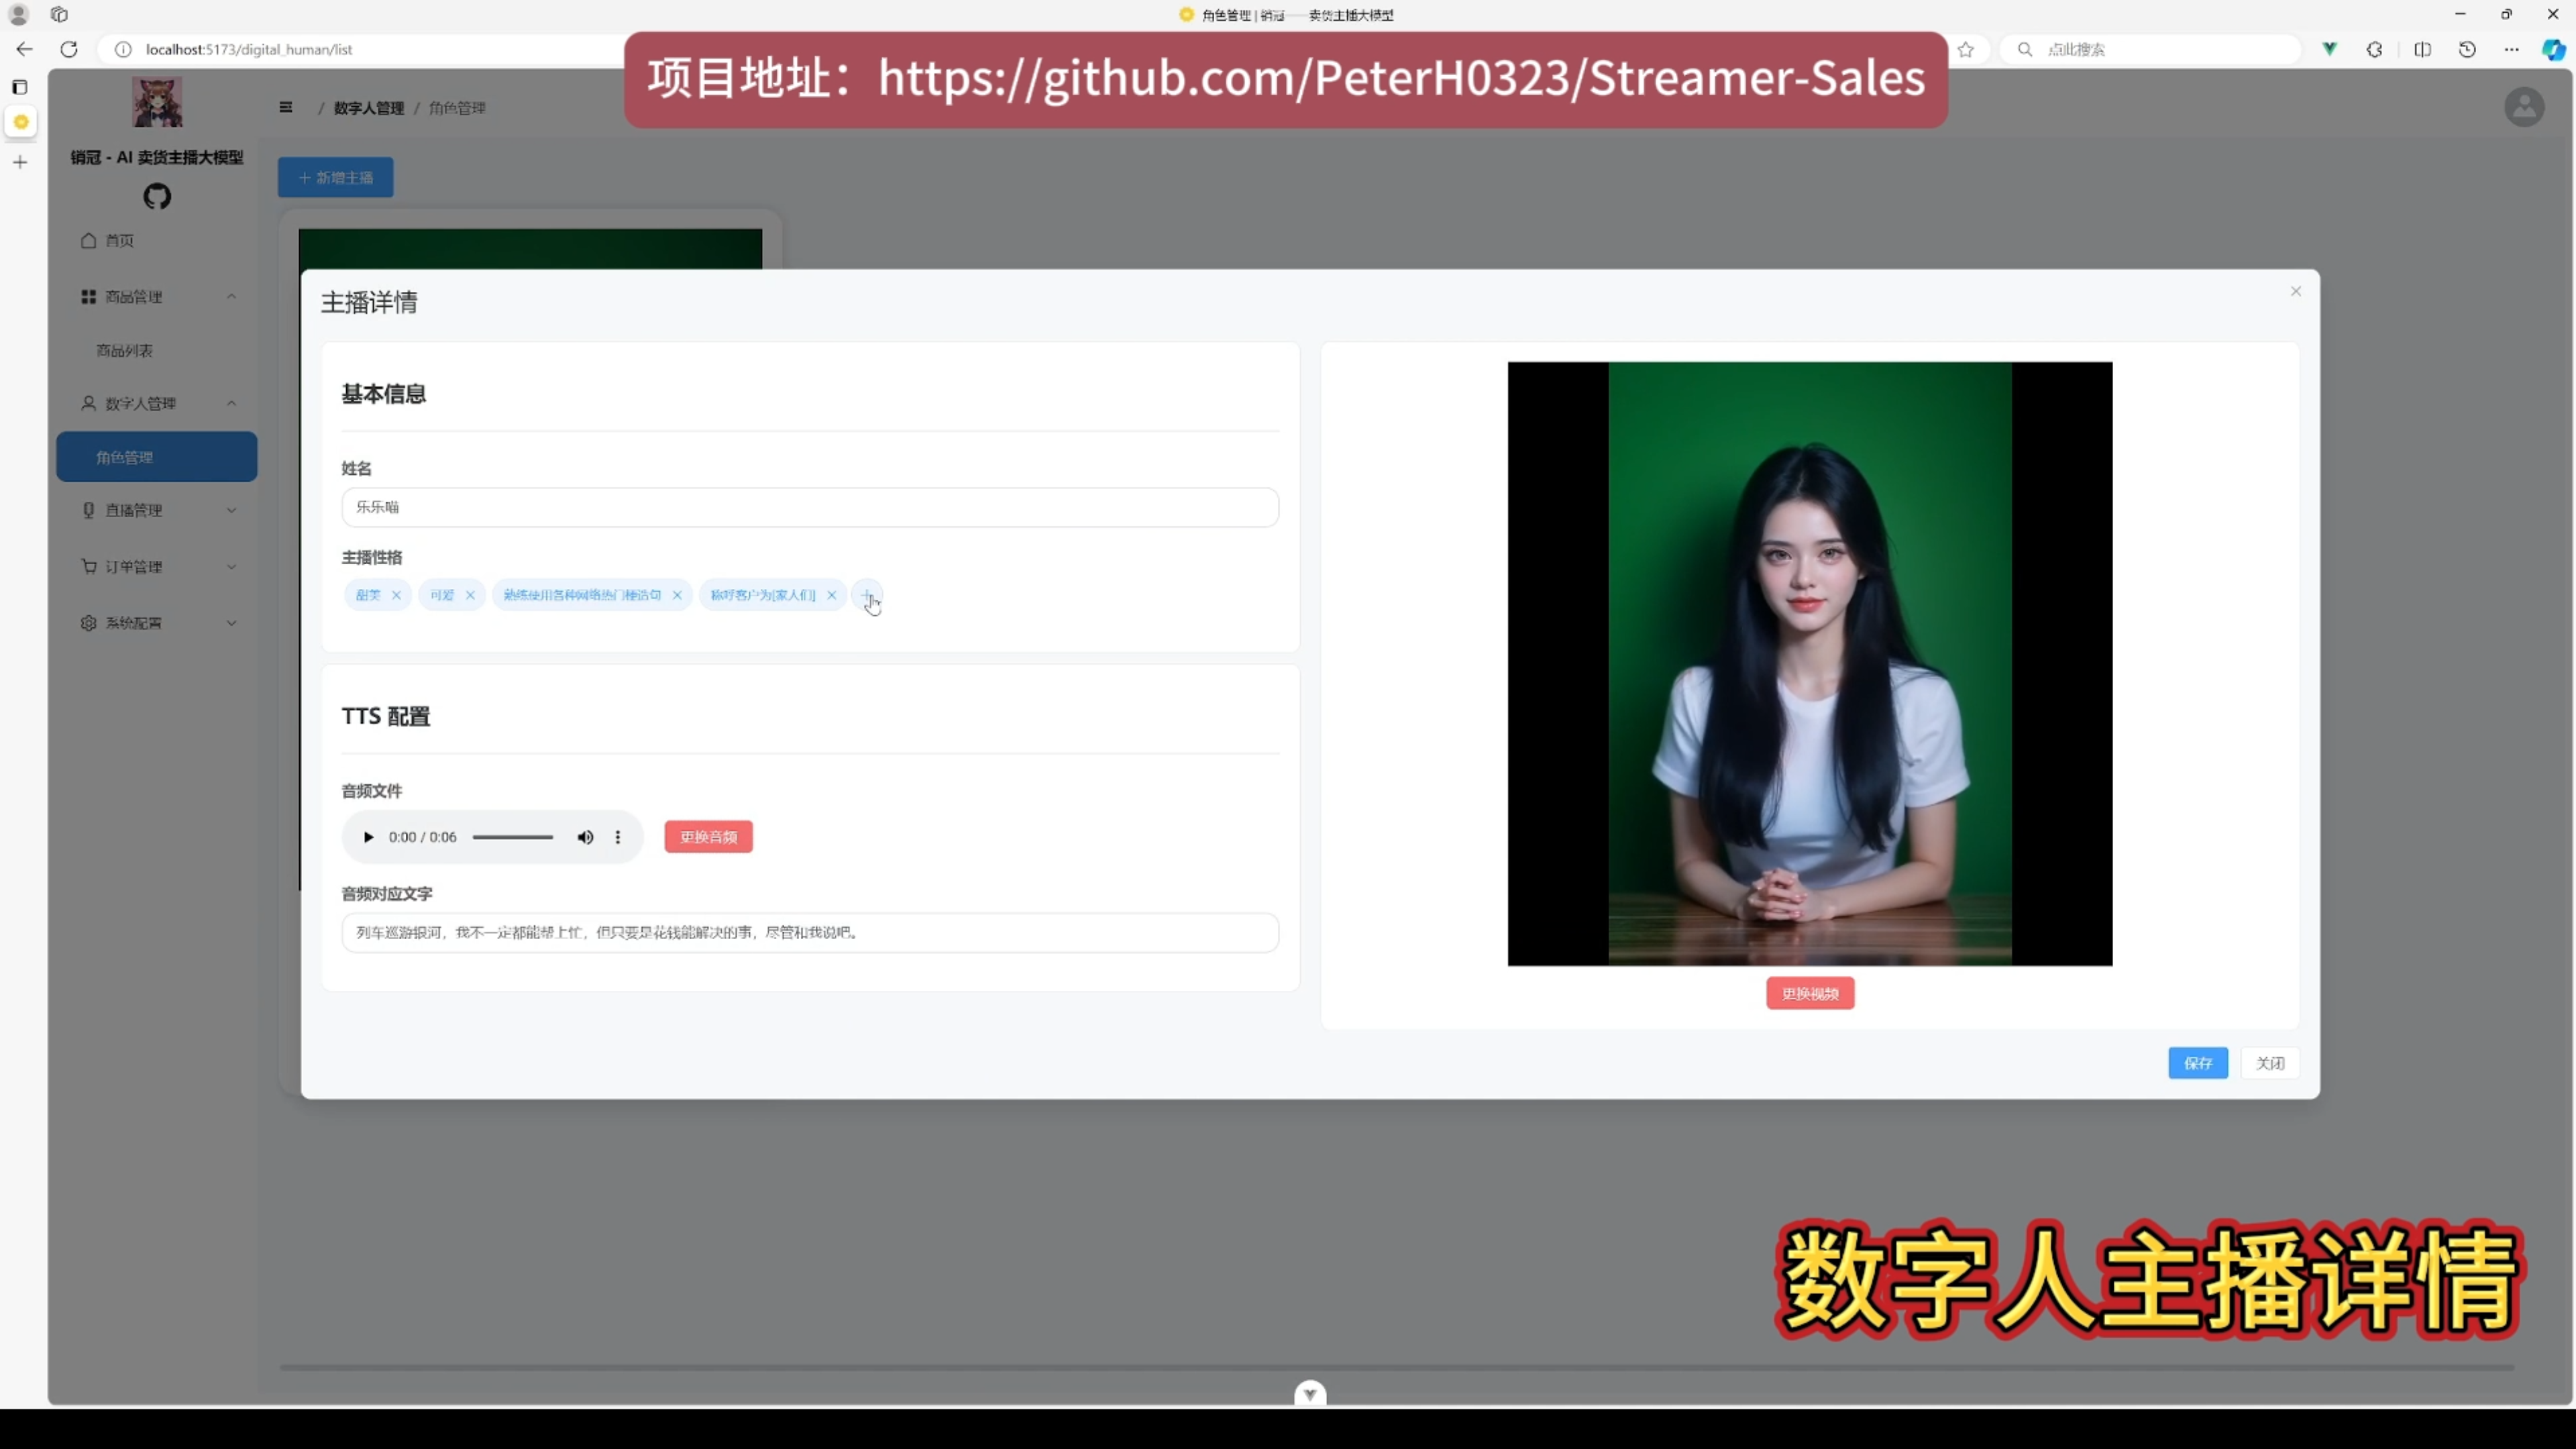 角色管理 | 销冠——卖货主播大模型
localhost:5173/digital_human/list
点此搜索
项目地址：https://github.com/PeterH0323/Streamer-Sales
/ 数字人管理 / 角色管理
销冠 - AI 卖货主播大模型
+ 新增主播
首页
商品管理
商品列表
数字人管理
角色管理
直播管理
订单管理
系统配置
主播详情
基本信息
姓名
乐乐喵
主播性格
甜美 可爱 熟练使用各种网络热门梗造句 称呼客户为[家人们]
TTS 配置
音频文件
0:00 / 0:06
更换音频
音频对应文字
列车巡游银河，我不一定都能帮上忙，但只要是花钱能解决的事，尽管和我说吧。
更换视频
保存 关闭
数字人主播详情